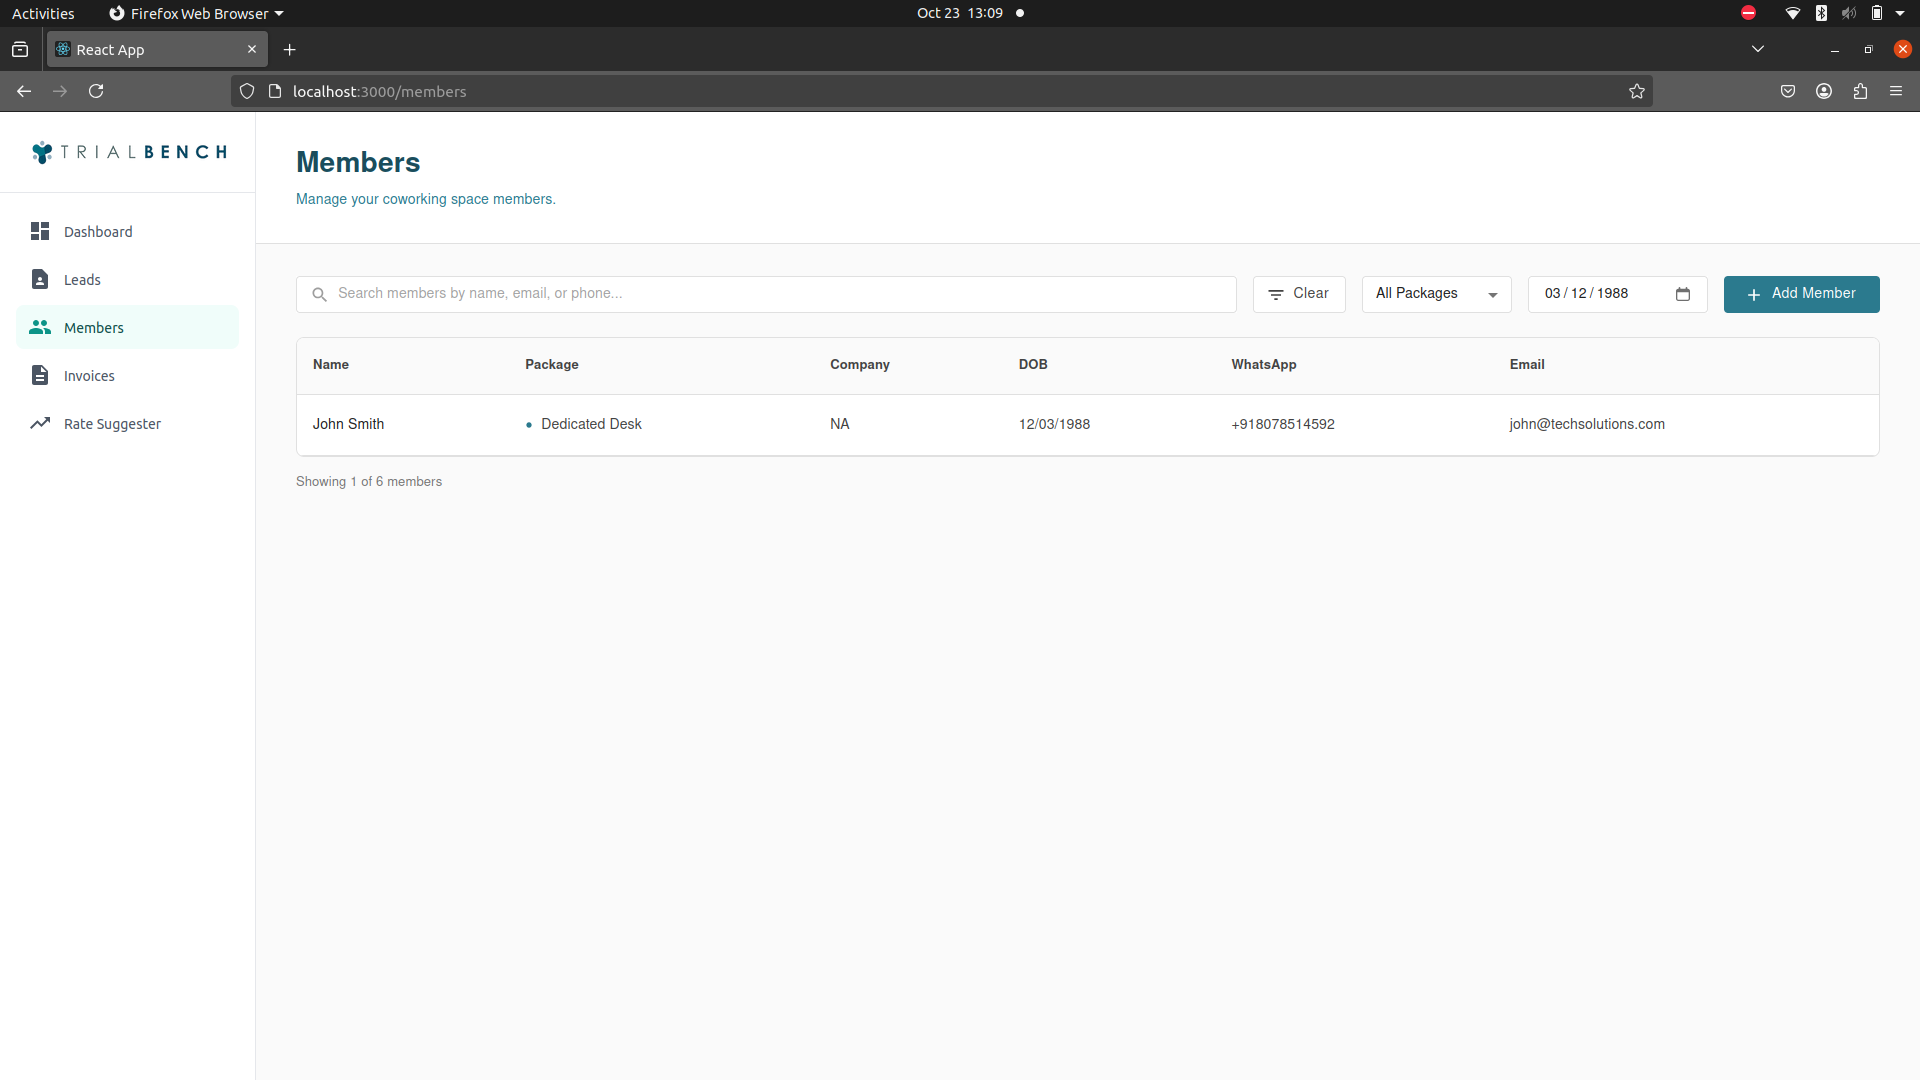 Activities
Firefox Web Browser
Oct 23 13:09
React App
localhost:3000/members
TRIALBENCH
Members
Manage your coworking space members.
Dashboard
Leads
Members
Invoices
Rate Suggester
Search members by name, email, or phone...
Clear
All Packages
03 / 12 / 1988
Add Member
Name Package Company DOB WhatsApp Email
John Smith Dedicated Desk NA 12/03/1988 +918078514592 john@techsolutions.com
Showing 1 of 6 members